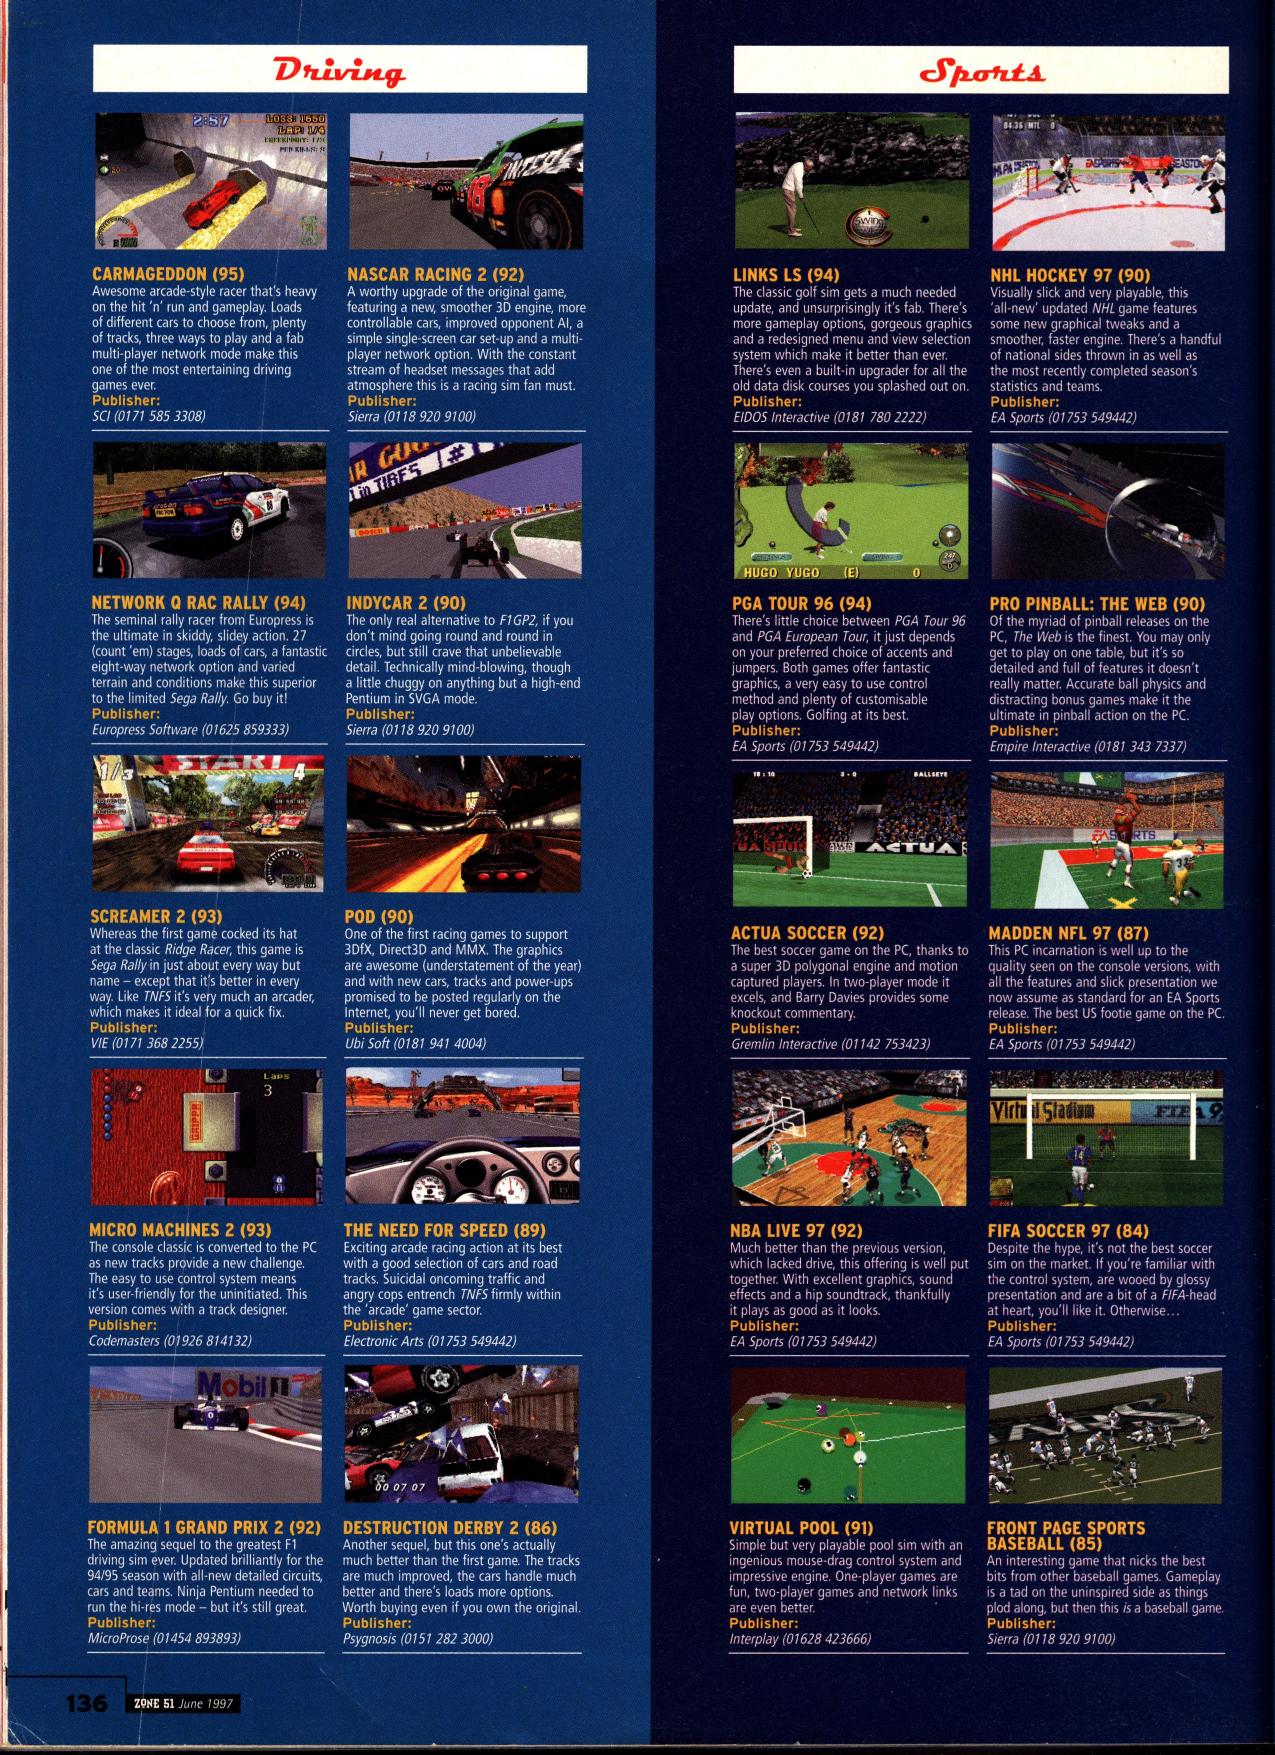 Driving
2:57
LAP: 1/4
CARMAGEDDON (95)
Awesome arcade-style racer that's heavy
on the hit 'n' run and gameplay. Loads
of different cars to choose from, plenty
of tracks, three ways to play and a fab
multi-player network mode make this
one of the most entertaining driving
games ever.
Publisher:
SCI (0171 585 3308)
NETWORK Q RAC RALLY (94)
The seminal rally racer from Europress is
the ultimate in skiddy, slidey action. 27
(count 'em) stages, loads of cars, a fantastic
eight-way network option and varied
terrain and conditions make this superior
to the limited Sega Rally. Go buy it!
Publisher:
Europress Software (01625 859333)
1/3
START
4
SCREAMER 2 (93)
Whereas the first game cocked its hat
at the classic Ridge Racer, this game is
Sega Rally in just about every way but
name – except that it's better in every
way. Like TNFS it's very much an arcader,
which makes it ideal for a quick fix.
Publisher:
VIE (0171 368 2255)
Laps
3
MICRO MACHINES 2 (93)
The console classic is converted to the PC
as new tracks provide a new challenge.
The easy to use control system means
it's user-friendly for the uninitiated. This
version comes with a track designer.
Publisher:
Codemasters (01926 814132)
Mobil 1
FORMULA 1 GRAND PRIX 2 (92)
The amazing sequel to the greatest F1
driving sim ever. Updated brilliantly for the
94/95 season with all-new detailed circuits,
cars and teams. Ninja Pentium needed to
run the hi-res mode – but it's still great.
Publisher:
MicroProse (01454 893893)
NASCAR RACING 2 (92)
A worthy upgrade of the original game,
featuring a new, smoother 3D engine, more
controllable cars, improved opponent AI, a
simple single-screen car set-up and a multi-
player network option. With the constant
stream of headset messages that add
atmosphere this is a racing sim fan must.
Publisher:
Sierra (0118 920 9100)
in TIRES #1
BOSCH
INDYCAR 2 (90)
The only real alternative to F1GP2, if you
don't mind going round and round in
circles, but still crave that unbelievable
detail. Technically mind-blowing, though
a little chuggy on anything but a high-end
Pentium in SVGA mode.
Publisher:
Sierra (0118 920 9100)
POD (90)
One of the first racing games to support
3DfX, Direct3D and MMX. The graphics
are awesome (understatement of the year)
and with new cars, tracks and power-ups
promised to be posted regularly on the
Internet, you'll never get bored.
Publisher:
Ubi Soft (0181 941 4004)
THE NEED FOR SPEED (89)
Exciting arcade racing action at its best
with a good selection of cars and road
tracks. Suicidal oncoming traffic and
angry cops entrench TNFS firmly within
the 'arcade' game sector.
Publisher:
Electronic Arts (01753 549442)
00 07 07
DESTRUCTION DERBY 2 (86)
Another sequel, but this one's actually
much better than the first game. The tracks
are much improved, the cars handle much
better and there's loads more options.
Worth buying even if you own the original.
Publisher:
Psygnosis (0151 282 3000)
Sports
Swing
LINKS LS (94)
The classic golf sim gets a much needed
update, and unsurprisingly it's fab. There's
more gameplay options, gorgeous graphics
and a redesigned menu and view selection
system which make it better than ever.
There's even a built-in upgrader for all the
old data disk courses you splashed out on.
Publisher:
EIDOS Interactive (0181 780 2222)
HUGO YUGO (E) 0
PGA TOUR 96 (94)
There's little choice between PGA Tour 96
and PGA European Tour, it just depends
on your preferred choice of accents and
jumpers. Both games offer fantastic
graphics, a very easy to use control
method and plenty of customisable
play options. Golfing at its best.
Publisher:
EA Sports (01753 549442)
18:10 3-0 BALLSEYE
ACTUA
ACTUA SOCCER (92)
The best soccer game on the PC, thanks to
a super 3D polygonal engine and motion
captured players. In two-player mode it
excels, and Barry Davies provides some
knockout commentary.
Publisher:
Gremlin Interactive (01142 753423)
NBA LIVE 97 (92)
Much better than the previous version,
which lacked drive, this offering is well put
together. With excellent graphics, sound
effects and a hip soundtrack, thankfully
it plays as good as it looks.
Publisher:
EA Sports (01753 549442)
VIRTUAL POOL (91)
Simple but very playable pool sim with an
ingenious mouse-drag control system and
impressive engine. One-player games are
fun, two-player games and network links
are even better.
Publisher:
Interplay (01628 423666)
04:36 MTL 0
EA SPORTS EASTON
NHL HOCKEY 97 (90)
Visually slick and very playable, this
'all-new' updated NHL game features
some new graphical tweaks and a
smoother, faster engine. There's a handful
of national sides thrown in as well as
the most recently completed season's
statistics and teams.
Publisher:
EA Sports (01753 549442)
PRO PINBALL: THE WEB (90)
Of the myriad of pinball releases on the
PC, The Web is the finest. You may only
get to play on one table, but it's so
detailed and full of features it doesn't
really matter. Accurate ball physics and
distracting bonus games make it the
ultimate in pinball action on the PC.
Publisher:
Empire Interactive (0181 343 7337)
MADDEN NFL 97 (87)
This PC incarnation is well up to the
quality seen on the console versions, with
all the features and slick presentation we
now assume as standard for an EA Sports
release. The best US footie game on the PC.
Publisher:
EA Sports (01753 549442)
Virtual Stadium FIFA 9
14
FIFA SOCCER 97 (84)
Despite the hype, it's not the best soccer
sim on the market. If you're familiar with
the control system, are wooed by glossy
presentation and are a bit of a FIFA-head
at heart, you'll like it. Otherwise...
Publisher:
EA Sports (01753 549442)
FRONT PAGE SPORTS
BASEBALL (85)
An interesting game that nicks the best
bits from other baseball games. Gameplay
is a tad on the uninspired side as things
plod along, but then this is a baseball game.
Publisher:
Sierra (0118 920 9100)
136 ZONE 51 June 1997